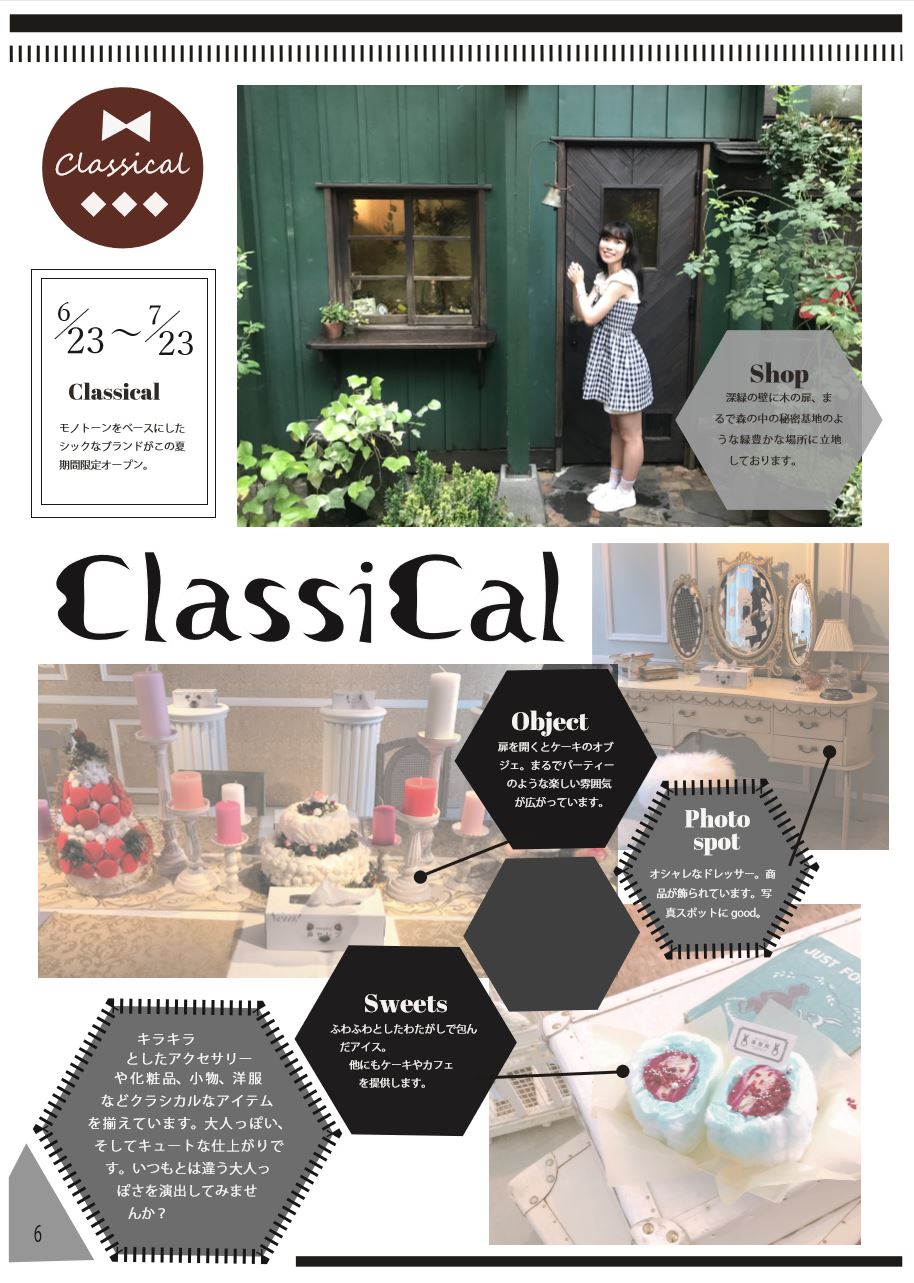 Classical
6/23～7/23
Classical
モノトーンをベースにした
シックなブランドがこの夏
期間限定オープン。
Shop
深緑の壁に木の扉、ま
るで森の中の秘密基地のよ
うな緑豊かな場所に立地
しております。
ClassiCal
Object
扉を開くとケーキのオブ
ジェ。まるでパーティー
のような楽しい雰囲気
が広がっています。
Photo
spot
オシャレなドレッサー。商
品が飾られています。写
真スポットに good。
Sweets
ふわふわとしたわたがしで包ん
だアイス。
他にもケーキやカフェ
を提供します。
JUST FO
キラキラ
としたアクセサリー
や化粧品、小物、洋服
などクラシカルなアイテム
を揃えています。大人っぽい、
そしてキュートな仕上がりで
す。いつもとは違う大人っ
ぽさを演出してみませ
んか？
6